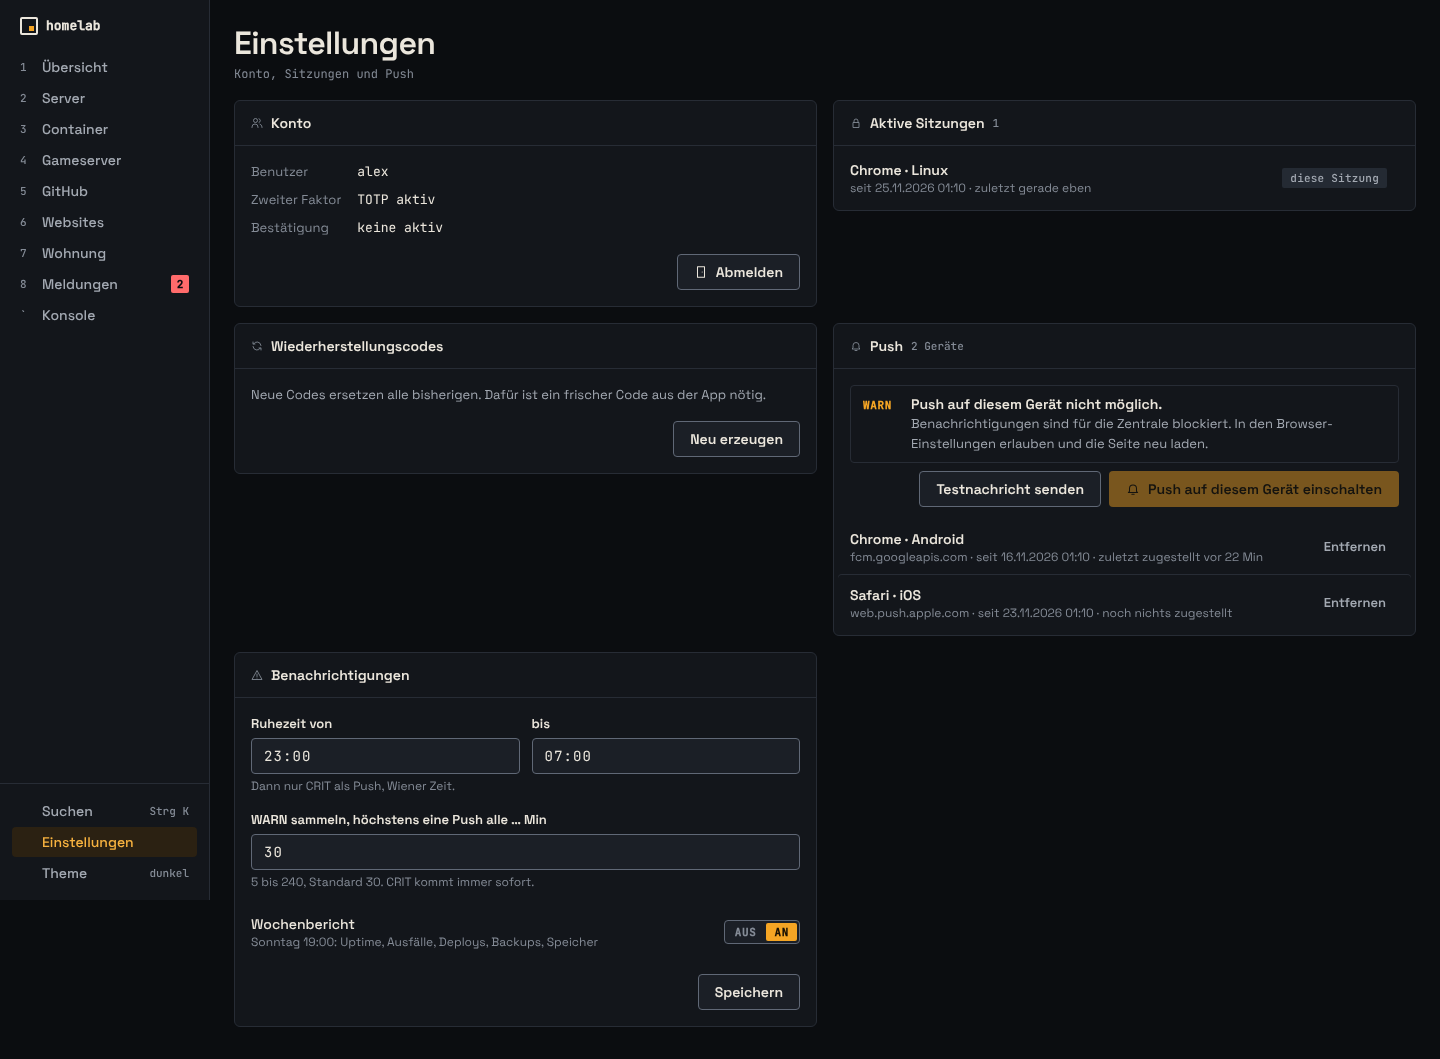 homelab
1 Übersicht
2 Server
3 Container
4 Gameserver
5 GitHub
6 Websites
7 Wohnung
8 Meldungen 2
` Konsole
Suchen Strg K
Einstellungen
Theme dunkel
Einstellungen
Konto, Sitzungen und Push
Konto
Benutzer alex
Zweiter Faktor TOTP aktiv
Bestätigung keine aktiv
Abmelden
Aktive Sitzungen 1
Chrome · Linux
seit 25.11.2026 01:10 · zuletzt gerade eben
diese Sitzung
Wiederherstellungscodes
Neue Codes ersetzen alle bisherigen. Dafür ist ein frischer Code aus der App nötig.
Neu erzeugen
Push 2 Geräte
WARN Push auf diesem Gerät nicht möglich.
Benachrichtigungen sind für die Zentrale blockiert. In den Browser-
Einstellungen erlauben und die Seite neu laden.
Testnachricht senden
Push auf diesem Gerät einschalten
Chrome · Android
fcm.googleapis.com · seit 16.11.2026 01:10 · zuletzt zugestellt vor 22 Min
Entfernen
Safari · iOS
web.push.apple.com · seit 23.11.2026 01:10 · noch nichts zugestellt
Entfernen
Benachrichtigungen
Ruhezeit von bis
23:00 07:00
Dann nur CRIT als Push, Wiener Zeit.
WARN sammeln, höchstens eine Push alle … Min
30
5 bis 240, Standard 30. CRIT kommt immer sofort.
Wochenbericht
Sonntag 19:00: Uptime, Ausfälle, Deploys, Backups, Speicher
AUS AN
Speichern